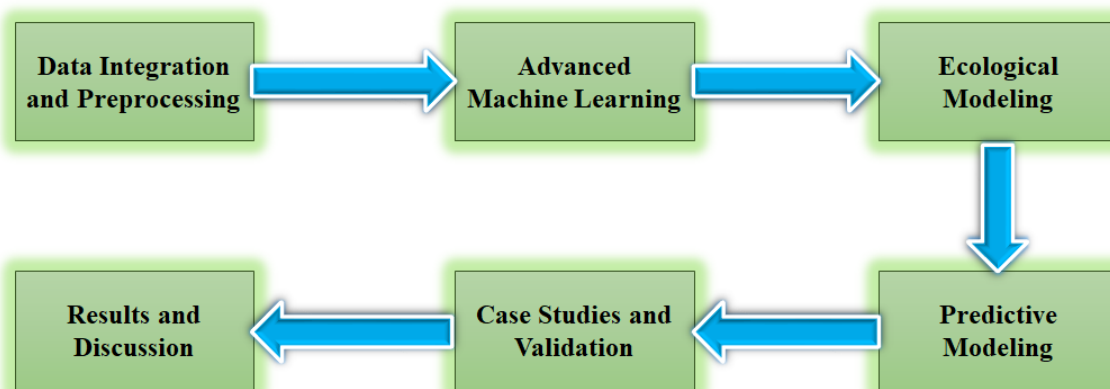 Data Integration
and Preprocessing
Advanced
Machine Learning
Ecological
Modeling
Predictive
Modeling
Case Studies and
Validation
Results and
Discussion